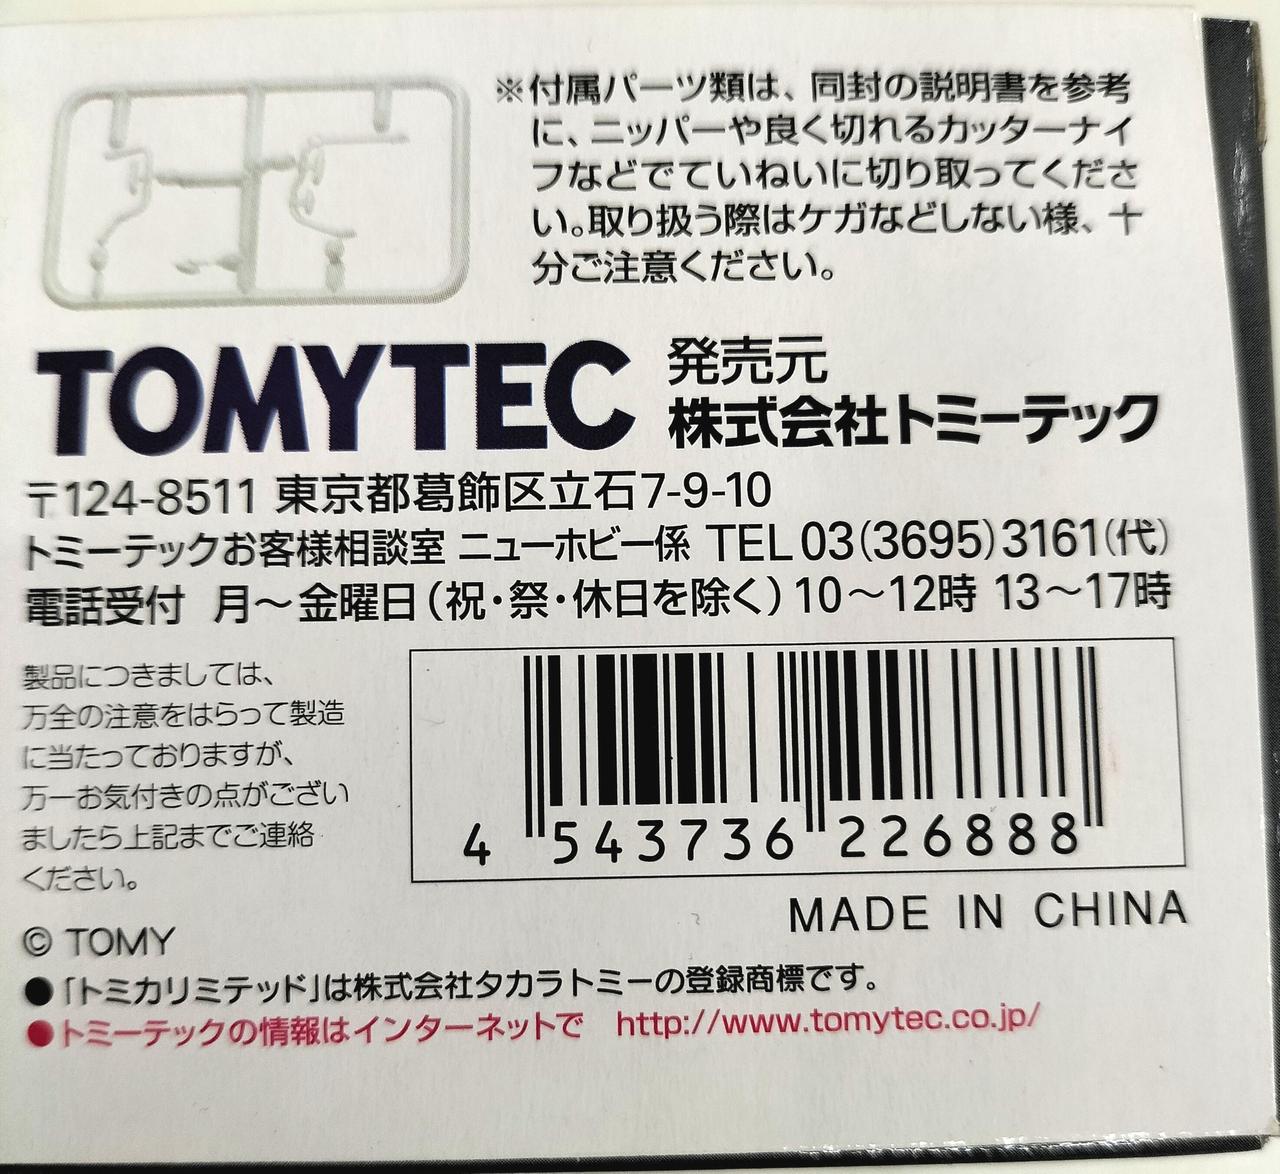 ※付属パーツ類は、同封の説明書を参考
に、ニッパーや良く切れるカッターナイ
フなどでていねいに切り取ってくださ
い。取り扱う際はケガなどしない様、十
分ご注意ください。
TOMYTEC
発売元
株式会社トミーテック
〒124-8511 東京都葛飾区立石7-9-10
トミーテックお客様相談室 ニューホビー係 TEL 03(3695)3161(代)
電話受付 月〜金曜日(祝・祭・休日を除く) 10〜12時 13〜17時
製品につきましては、
万全の注意をはらって製造
に当たっておりますが、
万一お気付きの点がござい
ましたら上記までご連絡
ください。
4 543736 226888
MADE IN CHINA
© TOMY
●「トミカリミテッド」は株式会社タカラトミーの登録商標です。
●トミーテックの情報はインターネットで http://www.tomytec.co.jp/